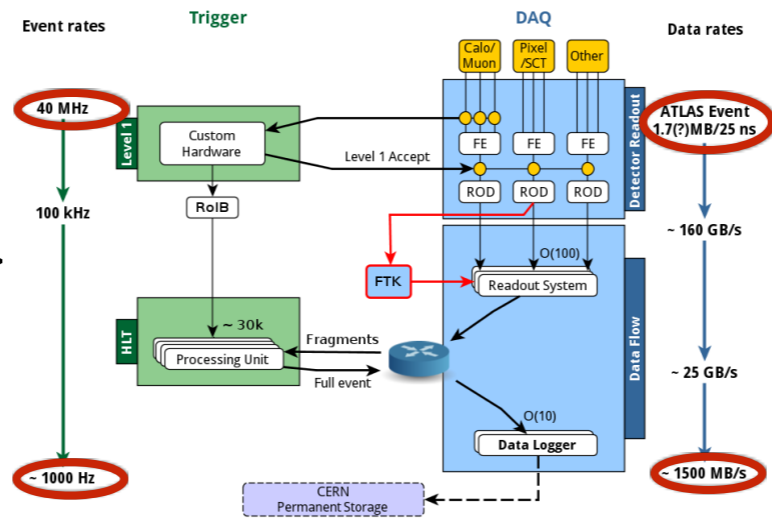 Trigger
DAQ
Event rates
Data rates
Calo/
Muon
Pixel
/SCT
Other
40 MHz
ATLAS Event
1.7(?)MB/25 ns
Level 1
Custom
Hardware
Level 1 Accept
FE
FE
FE
ROD
ROD
ROD
Detector Readout
100 kHz
RoIB
~ 160 GB/s
O(100)
FTK
Readout System
~ 30k
HLT
Processing Unit
Fragments
Full event
Data Flow
~ 25 GB/s
O(10)
Data Logger
~ 1000 Hz
~ 1500 MB/s
CERN
Permanent Storage